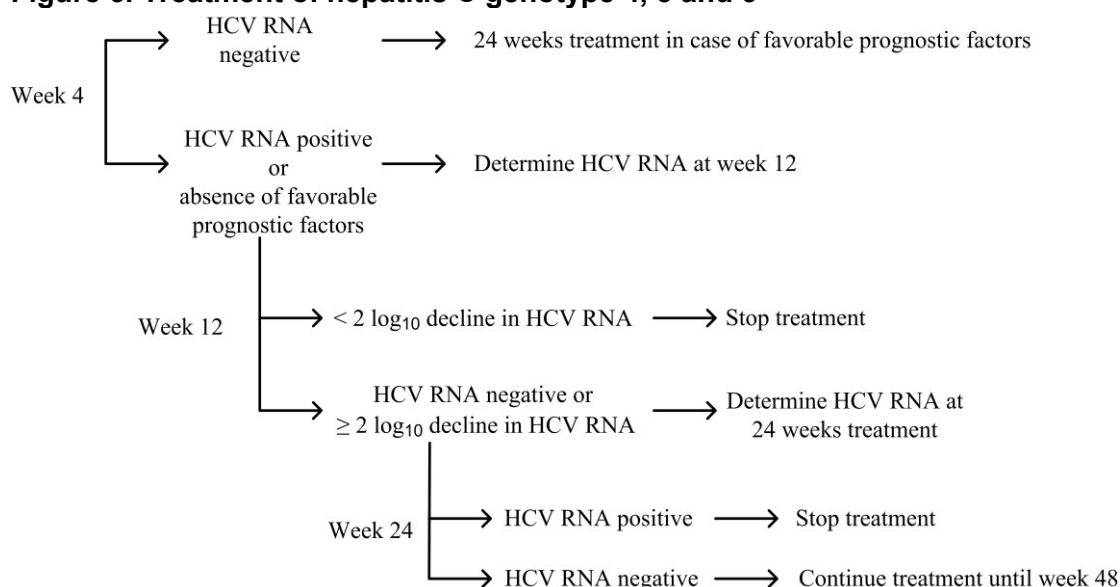 HCV RNA
negative
24 weeks treatment in case of favorable prognostic factors
Week 4
HCV RNA positive
or
absence of favorable
prognostic factors
Determine HCV RNA at week 12
Week 12
< 2 log₁₀ decline in HCV RNA
Stop treatment
HCV RNA negative or
≥ 2 log₁₀ decline in HCV RNA
Determine HCV RNA at
24 weeks treatment
Week 24
HCV RNA positive
Stop treatment
HCV RNA negative
Continue treatment until week 48